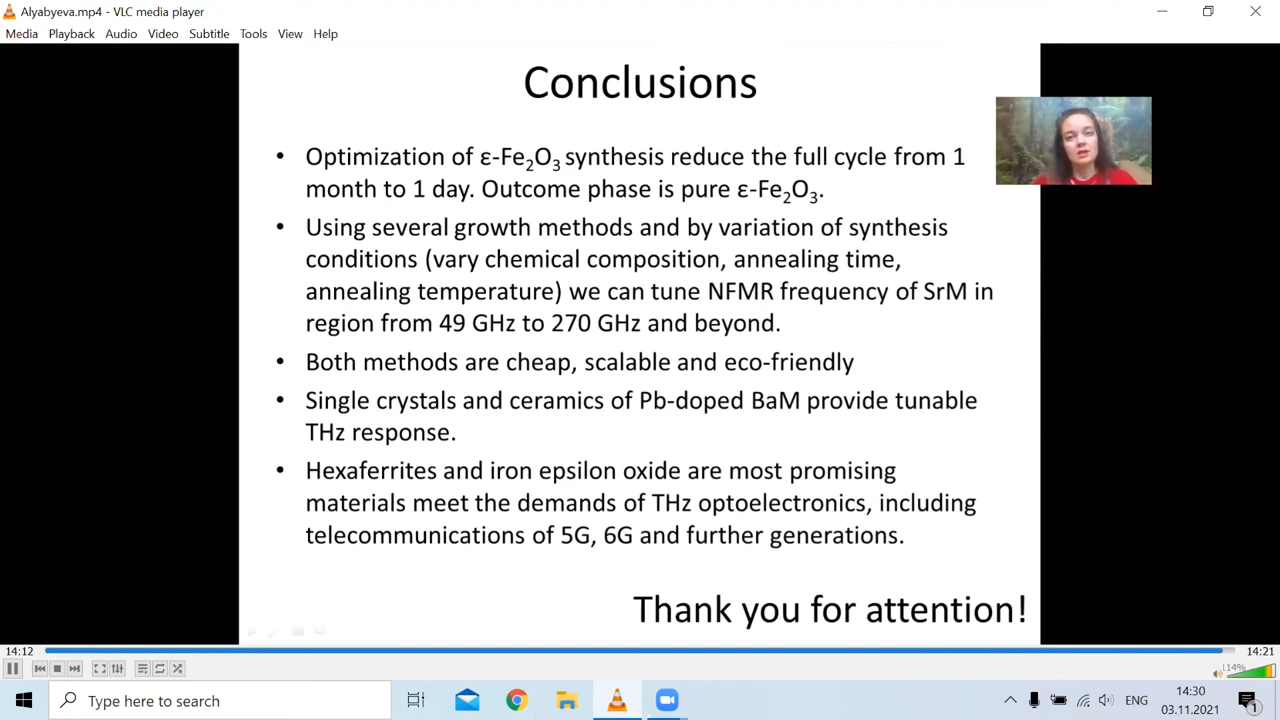 Alyabyeva.mp4 - VLC media player
Media Playback Audio Video Subtitle Tools View Help
Conclusions
• Optimization of ε-Fe₂O₃ synthesis reduce the full cycle from 1
month to 1 day. Outcome phase is pure ε-Fe₂O₃.
• Using several growth methods and by variation of synthesis
conditions (vary chemical composition, annealing time,
annealing temperature) we can tune NFMR frequency of SrM in
region from 49 GHz to 270 GHz and beyond.
• Both methods are cheap, scalable and eco-friendly
• Single crystals and ceramics of Pb-doped BaM provide tunable
THz response.
• Hexaferrites and iron epsilon oxide are most promising
materials meet the demands of THz optoelectronics, including
telecommunications of 5G, 6G and further generations.
Thank you for attention!
14:12 14:21
114%
Type here to search
ENG
14:30
03.11.2021
1